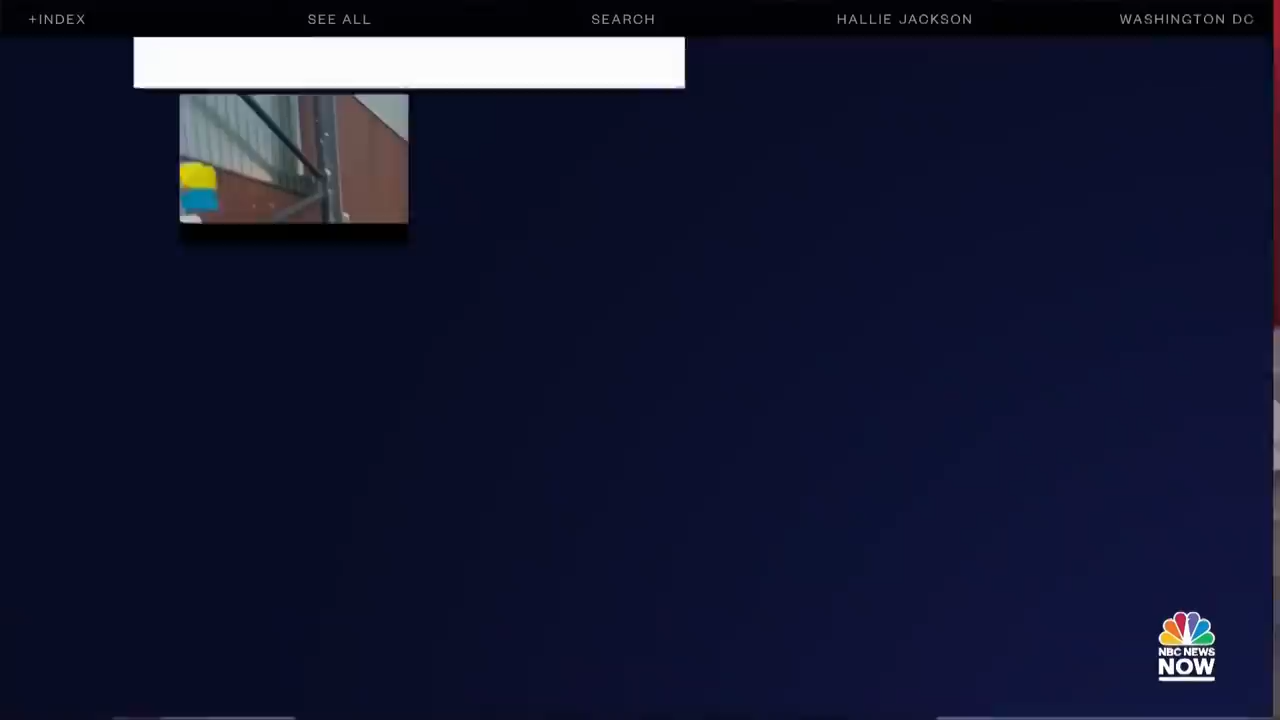 +INDEX
SEE ALL
SEARCH
HALLIE JACKSON
WASHINGTON DC
NBC NEWS
NOW